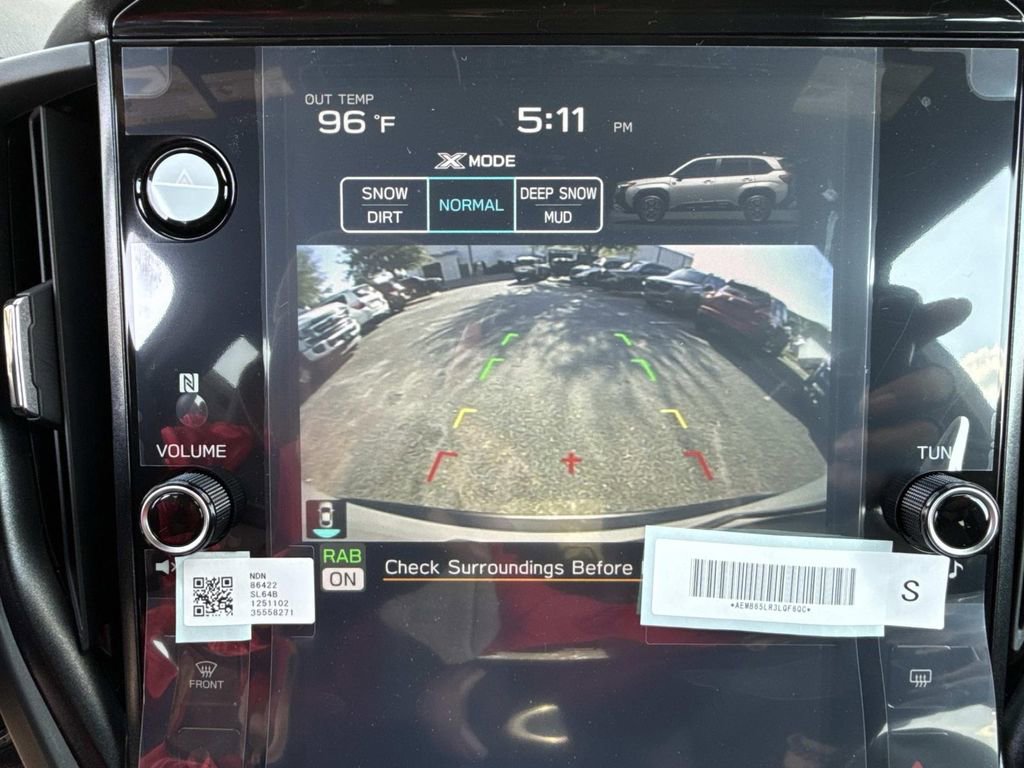 OUT TEMP
96 °F
5:11 PM
X MODE
SNOW
DIRT
NORMAL
DEEP SNOW
MUD
N
VOLUME
TUN
RAB
ON
Check Surroundings Before
NDN
86422
SL64B
1251102
35558271
*AEMB65LRJLQF6QC*
S
FRONT